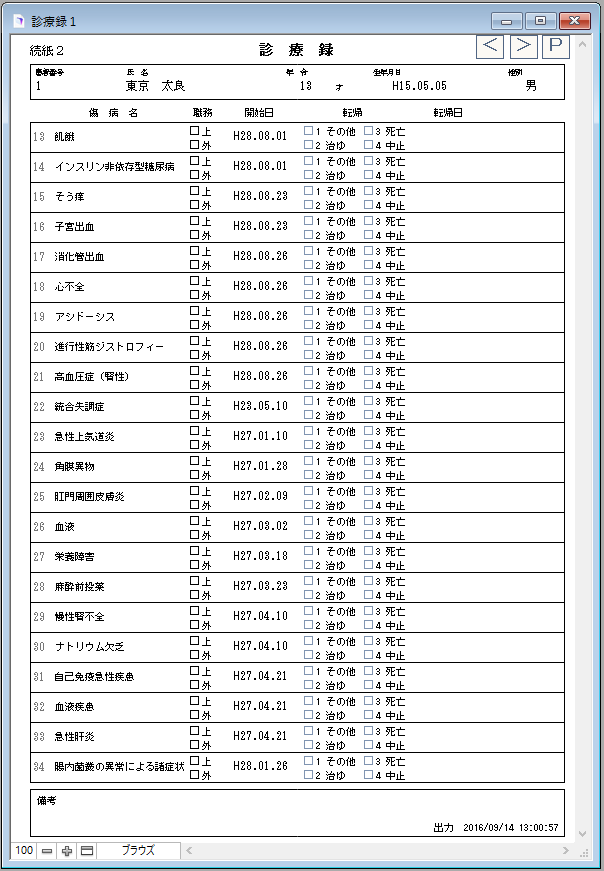 診療録 1
続紙 2 診 療 録 < > P
患者番号 氏 名 年 令 生年月日 性別
1 東京 太良 13 才 H15.05.05 男
傷 病 名 職務 開始日 転帰 転帰日
13 飢餓 上 H28.08.01 1 その他 3 死亡
外 2 治ゆ 4 中止
14 インスリン非依存型糖尿病 上 H28.08.01 1 その他 3 死亡
外 2 治ゆ 4 中止
15 そう痒 上 H28.08.23 1 その他 3 死亡
外 2 治ゆ 4 中止
16 子宮出血 上 H28.08.23 1 その他 3 死亡
外 2 治ゆ 4 中止
17 消化管出血 上 H28.08.26 1 その他 3 死亡
外 2 治ゆ 4 中止
18 心不全 上 H28.08.26 1 その他 3 死亡
外 2 治ゆ 4 中止
19 アシドーシス 上 H28.08.26 1 その他 3 死亡
外 2 治ゆ 4 中止
20 進行性筋ジストロフィー 上 H28.08.26 1 その他 3 死亡
外 2 治ゆ 4 中止
21 高血圧症（腎性） 上 H28.08.26 1 その他 3 死亡
外 2 治ゆ 4 中止
22 統合失調症 上 H23.05.10 1 その他 3 死亡
外 2 治ゆ 4 中止
23 急性上気道炎 上 H27.01.10 1 その他 3 死亡
外 2 治ゆ 4 中止
24 角膜異物 上 H27.01.28 1 その他 3 死亡
外 2 治ゆ 4 中止
25 肛門周囲皮膚炎 上 H27.02.09 1 その他 3 死亡
外 2 治ゆ 4 中止
26 血液 上 H27.03.02 1 その他 3 死亡
外 2 治ゆ 4 中止
27 栄養障害 上 H27.03.18 1 その他 3 死亡
外 2 治ゆ 4 中止
28 麻酔前投薬 上 H27.03.23 1 その他 3 死亡
外 2 治ゆ 4 中止
29 慢性腎不全 上 H27.04.10 1 その他 3 死亡
外 2 治ゆ 4 中止
30 ナトリウム欠乏 上 H27.04.10 1 その他 3 死亡
外 2 治ゆ 4 中止
31 自己免疫急性疾患 上 H27.04.21 1 その他 3 死亡
外 2 治ゆ 4 中止
32 血液疾患 上 H27.04.21 1 その他 3 死亡
外 2 治ゆ 4 中止
33 急性肝炎 上 H27.04.21 1 その他 3 死亡
外 2 治ゆ 4 中止
34 腸内菌叢の異常による諸症状 上 H28.01.26 1 その他 3 死亡
外 2 治ゆ 4 中止
備考
出力 2016/09/14 13:00:57
100 ブラウズ